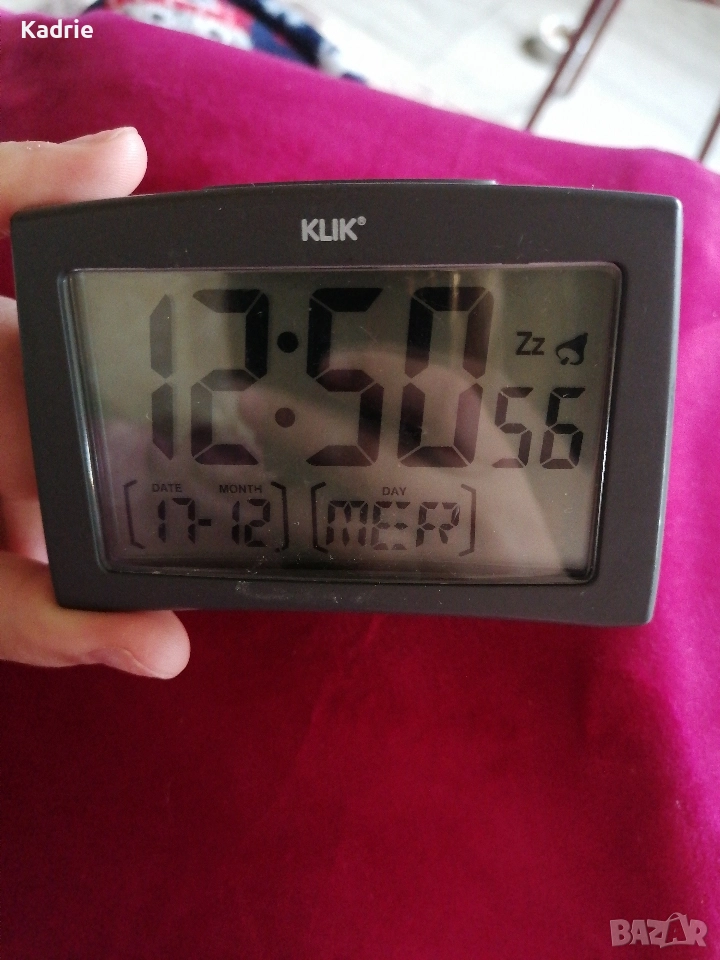 Kadrie
KLIK®
12:50
Zz
56
DATE MONTH DAY
[17-12] [MER]
BAZAR